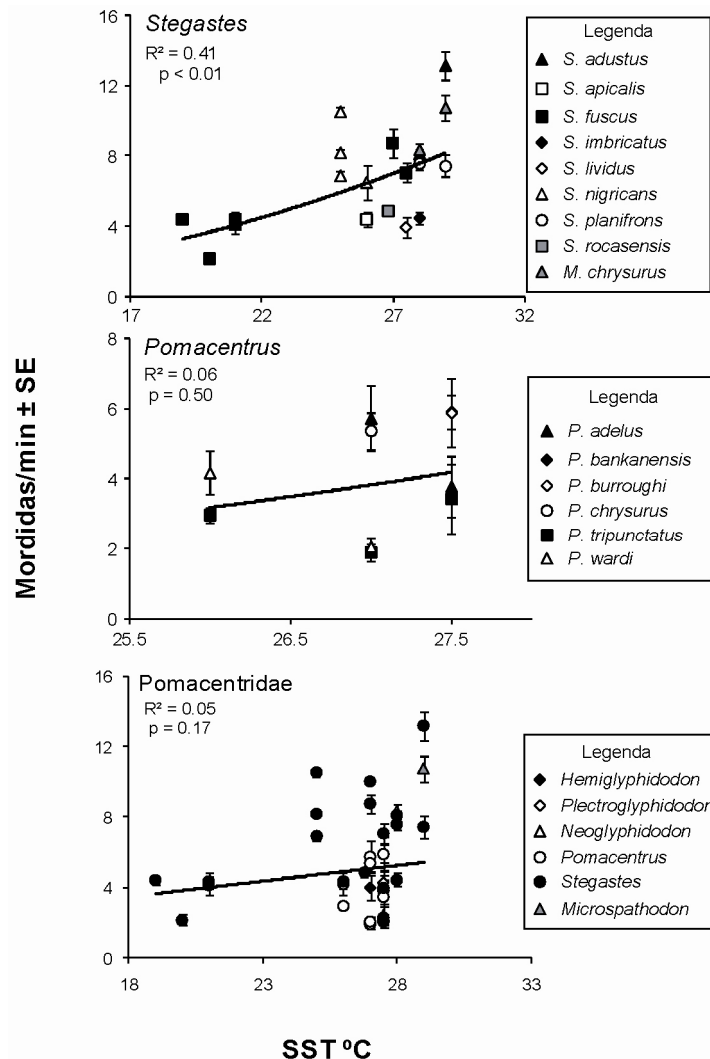 Stegastes
R² = 0.41
p < 0.01
16
12
8
4
0
17
22
27
32
Legenda
S. adustus
S. apicalis
S. fuscus
S. imbricatus
S. lividus
S. nigricans
S. planifrons
S. rocasensis
M. chrysurus
Mordidas/min ± SE
Pomacentrus
R² = 0.06
p = 0.50
8
6
4
2
0
25.5
26.5
27.5
Legenda
P. adelus
P. bankanensis
P. burroughi
P. chrysurus
P. tripunctatus
P. wardi
Pomacentridae
R² = 0.05
p = 0.17
16
12
8
4
0
18
23
28
33
Legenda
Hemiglyphidodon
Plectroglyphidodon
Neoglyphidodon
Pomacentrus
Stegastes
Microspathodon
SST ºC